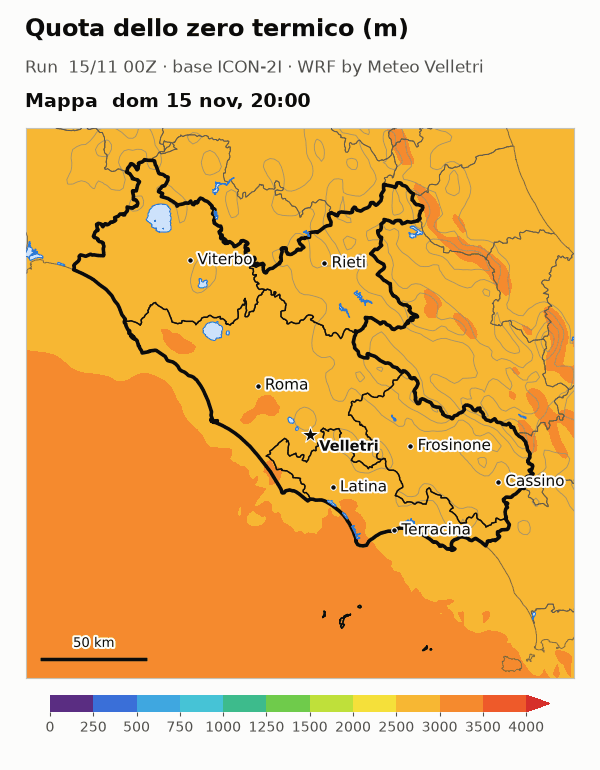 Quota dello zero termico (m)
Run  15/11 00Z · base ICON-2I · WRF by Meteo Velletri
Mappa  dom 15 nov, 20:00
Viterbo
Rieti
Roma
Velletri
Frosinone
Cassino
Latina
Terracina
50 km
0 250 500 750 1000 1250 1500 2000 2500 3000 3500 4000